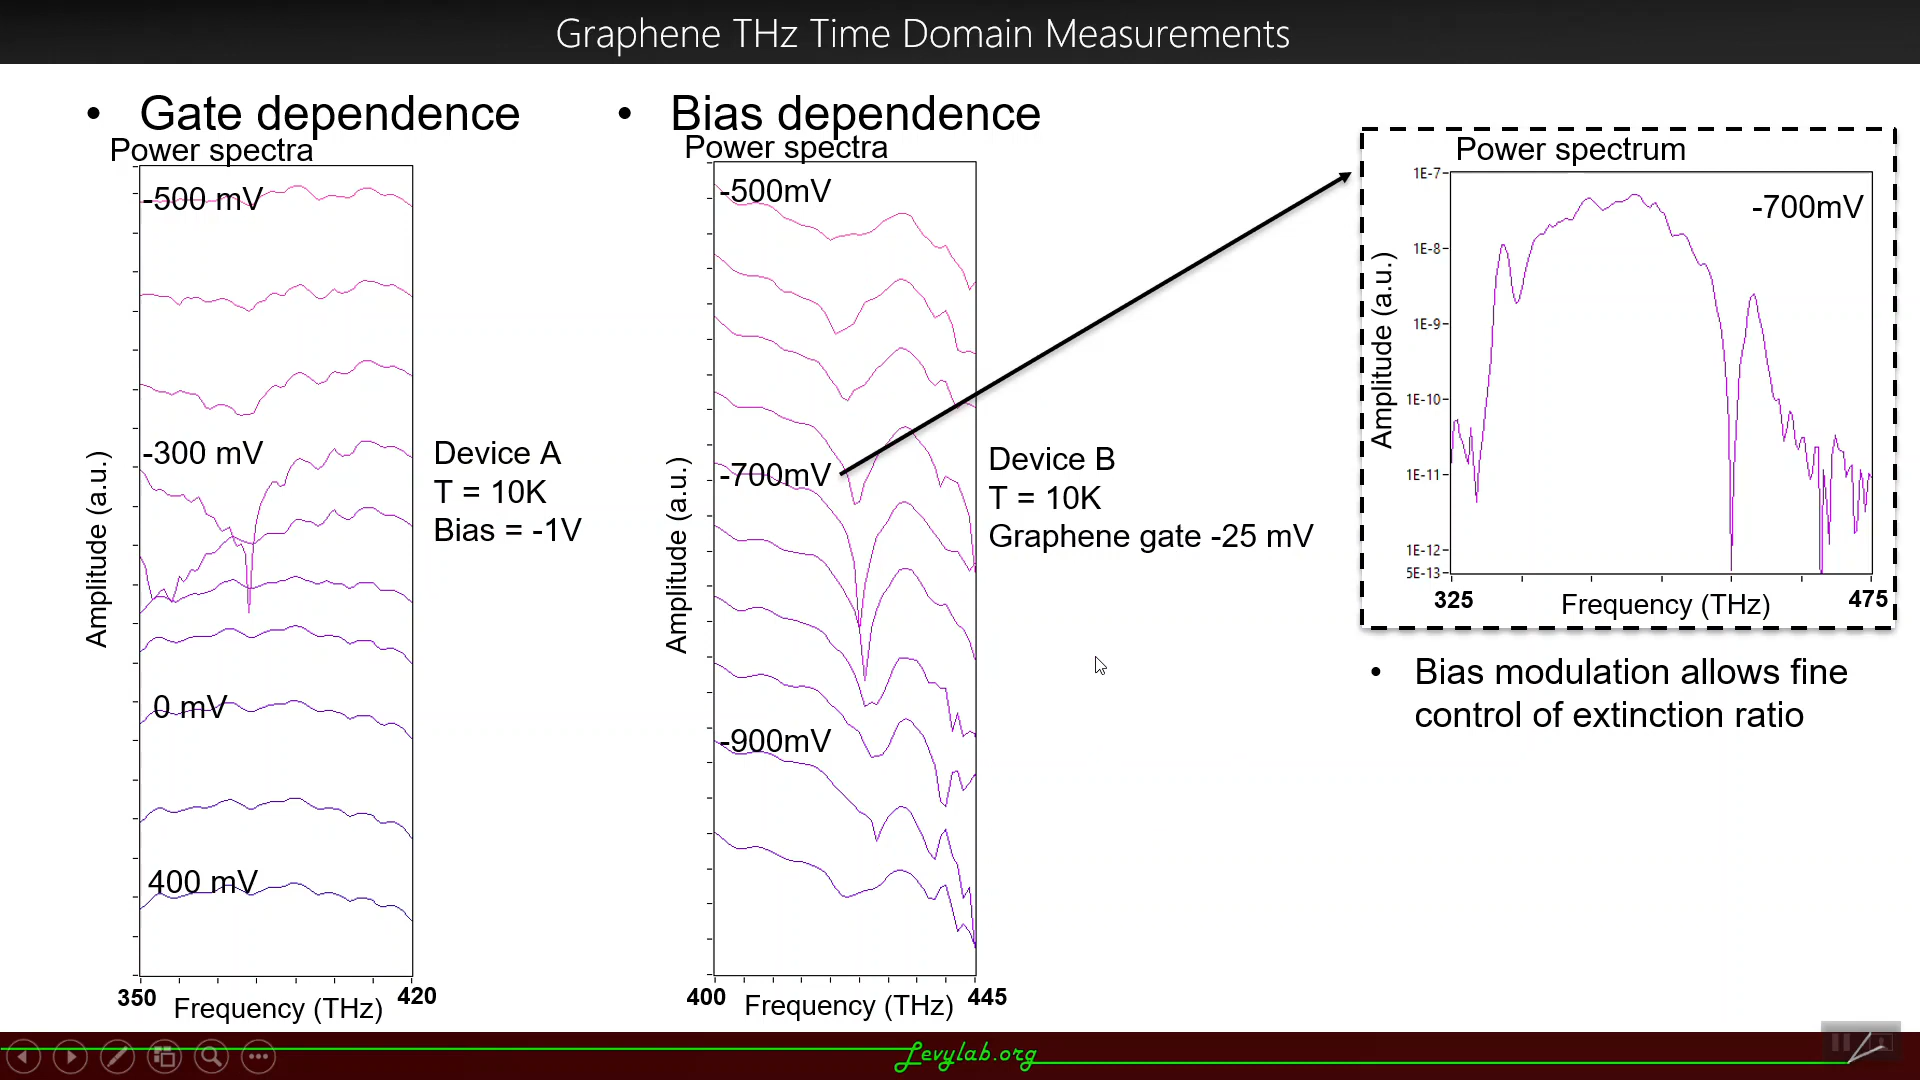 Graphene THz Time Domain Measurements
• Gate dependence
Power spectra
-500 mV
-300 mV
0 mV
400 mV
Amplitude (a.u.)
350
420
Frequency (THz)
Device A
T = 10K
Bias = -1V
• Bias dependence
Power spectra
-500mV
-700mV
-900mV
Amplitude (a.u.)
400
445
Frequency (THz)
Device B
T = 10K
Graphene gate -25 mV
Power spectrum
-700mV
1E-7
1E-8
1E-9
1E-10
1E-11
1E-12
5E-13
Amplitude (a.u.)
325
475
Frequency (THz)
• Bias modulation allows fine
control of extinction ratio
Levylab.org